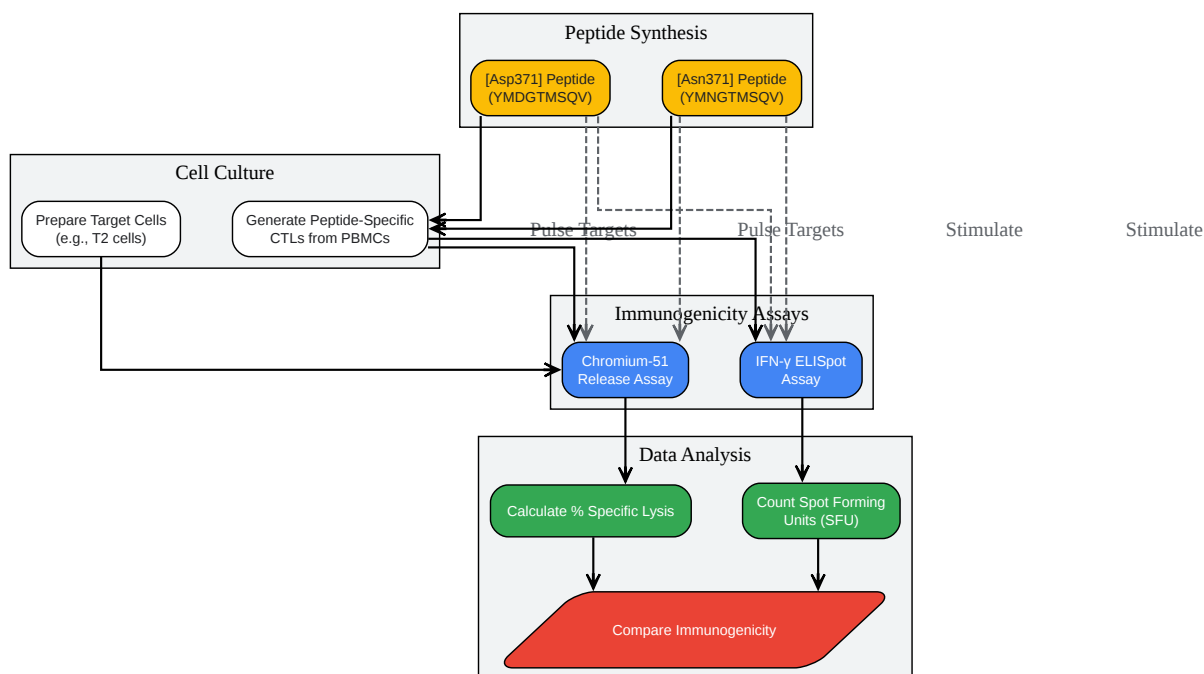 Peptide Synthesis
[Asp371] Peptide
(YMDGTMSQV)
[Asn371] Peptide
(YMNGTMSQV)
Cell Culture
Prepare Target Cells
(e.g., T2 cells)
Generate Peptide-Specific
CTLs from PBMCs
Pulse Targets
Pulse Targets
Stimulate
Stimulate
Immunogenicity Assays
Chromium-51
Release Assay
IFN-γ ELISpot
Assay
Data Analysis
Calculate % Specific Lysis
Count Spot Forming
Units (SFU)
Compare Immunogenicity